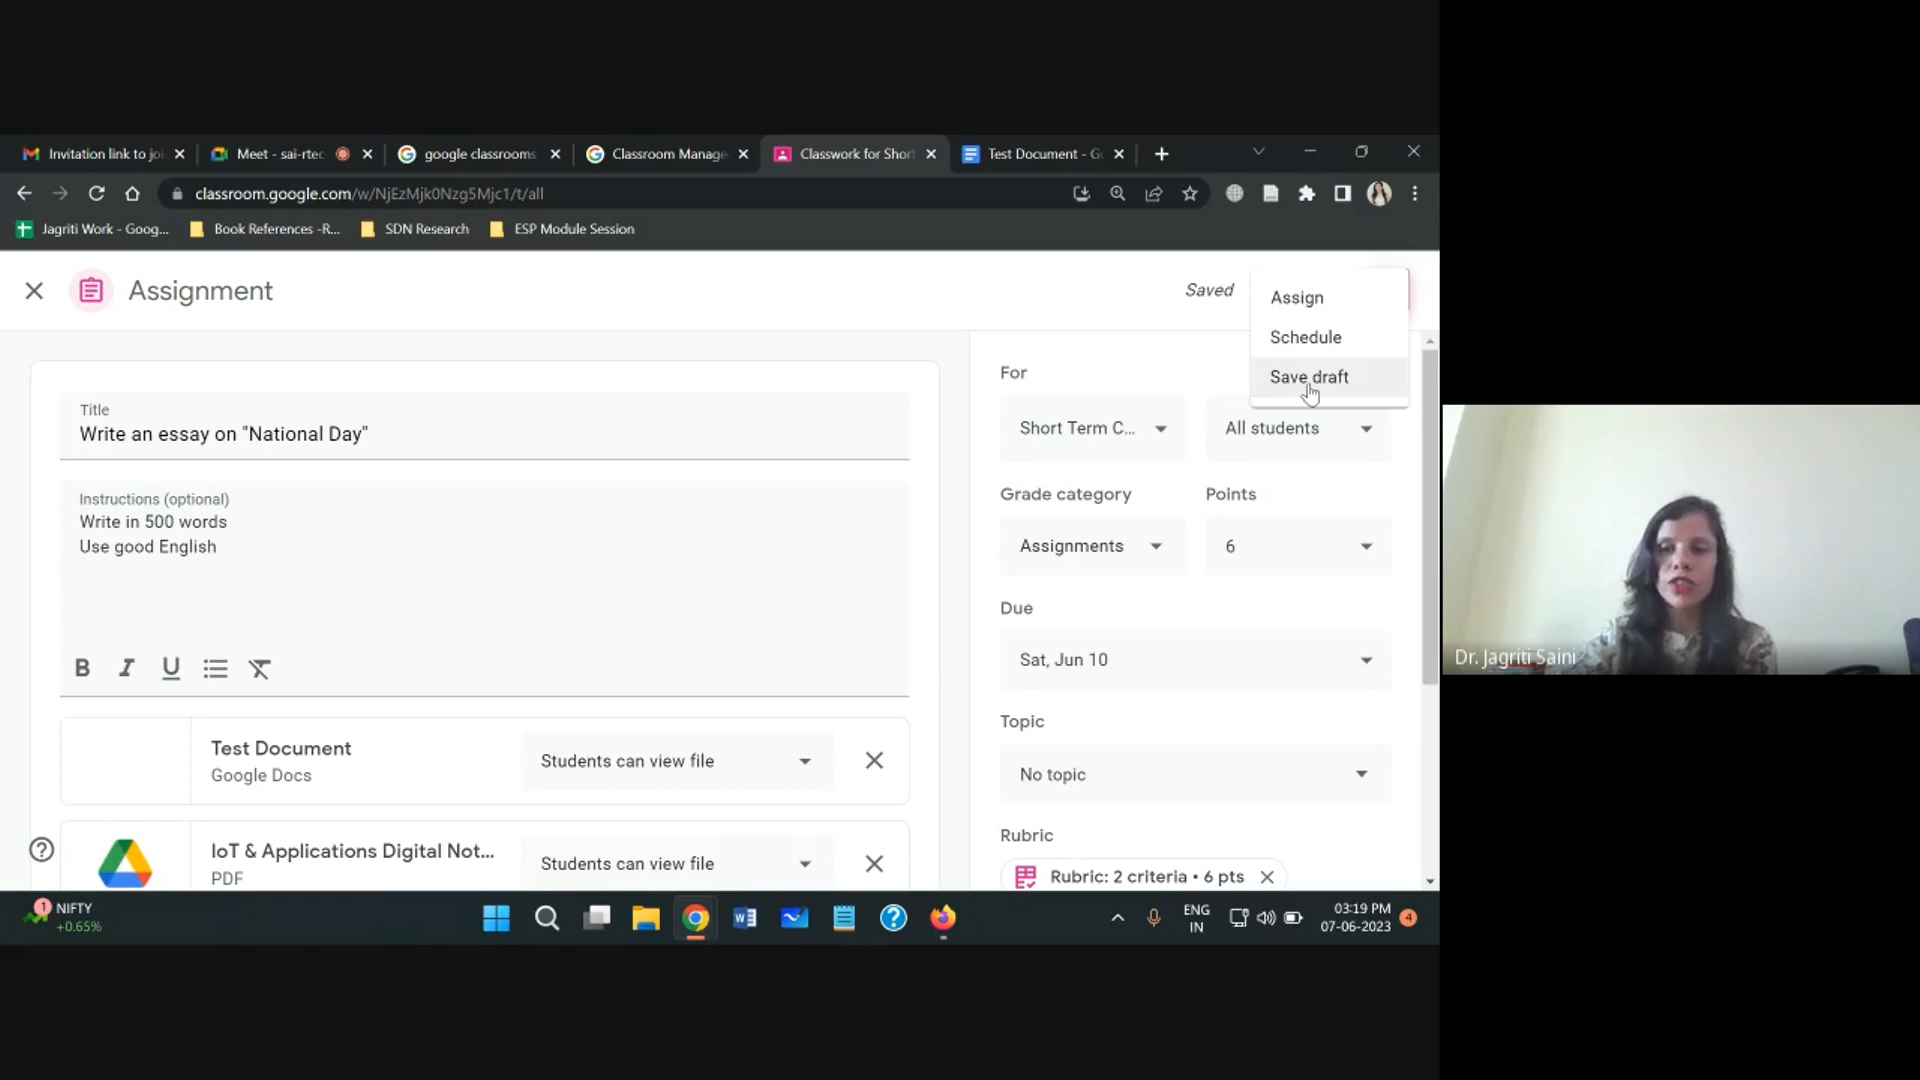 Invitation link to joi
Meet - sai-rtec
google classrooms
Classroom Manage
Classwork for Short
Test Document - G
classroom.google.com/w/NjEzMjk0Nzg5Mjc1/t/all
Jagriti Work - Goog...
Book References -R...
SDN Research
ESP Module Session
Assignment
Saved
Assign
Schedule
Save draft
Title
Write an essay on "National Day"
Instructions (optional)
Write in 500 words
Use good English
B I U
Test Document
Google Docs
Students can view file
IoT & Applications Digital Not...
PDF
Students can view file
For
Short Term C...
All students
Grade category
Points
Assignments
6
Due
Sat, Jun 10
Topic
No topic
Rubric
Rubric: 2 criteria • 6 pts
Dr. Jagriti Saini
1
NIFTY
+0.65%
ENG
IN
03:19 PM
07-06-2023
4